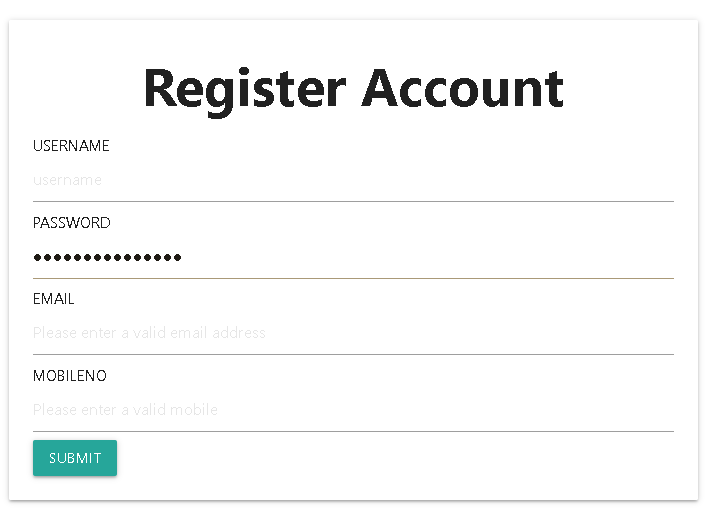 Register Account
USERNAME
username
PASSWORD
•••••••••••••••
EMAIL
Please enter a valid email address
MOBILENO
Please enter a valid mobile
SUBMIT